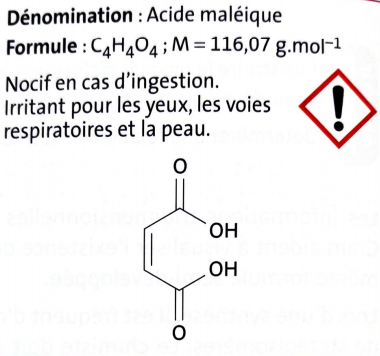 Dénomination : Acide maléique
Formule : C₄H₄O₄ ; M = 116,07 g.mol⁻¹
Nocif en cas d'ingestion.
Irritant pour les yeux, les voies
respiratoires et la peau.
!
O
OH
OH
O